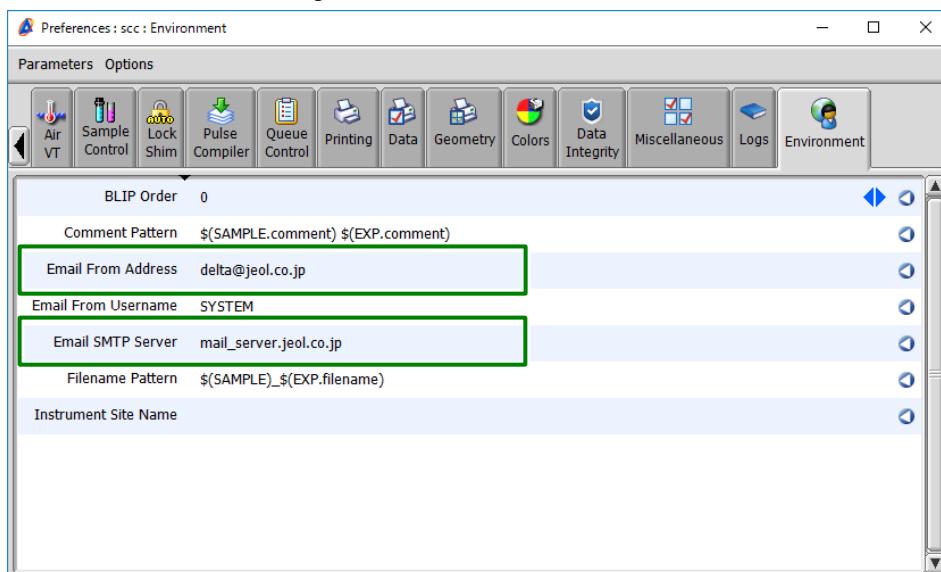 Preferences : scc : Environment
Parameters Options
Air VT
Sample Control
Lock Shim
Pulse Compiler
Queue Control
Printing
Data
Geometry
Colors
Data Integrity
Miscellaneous
Logs
Environment
BLIP Order 0
Comment Pattern $(SAMPLE.comment) $(EXP.comment)
Email From Address delta@jeol.co.jp
Email From Username SYSTEM
Email SMTP Server mail_server.jeol.co.jp
Filename Pattern $(SAMPLE)_$(EXP.filename)
Instrument Site Name